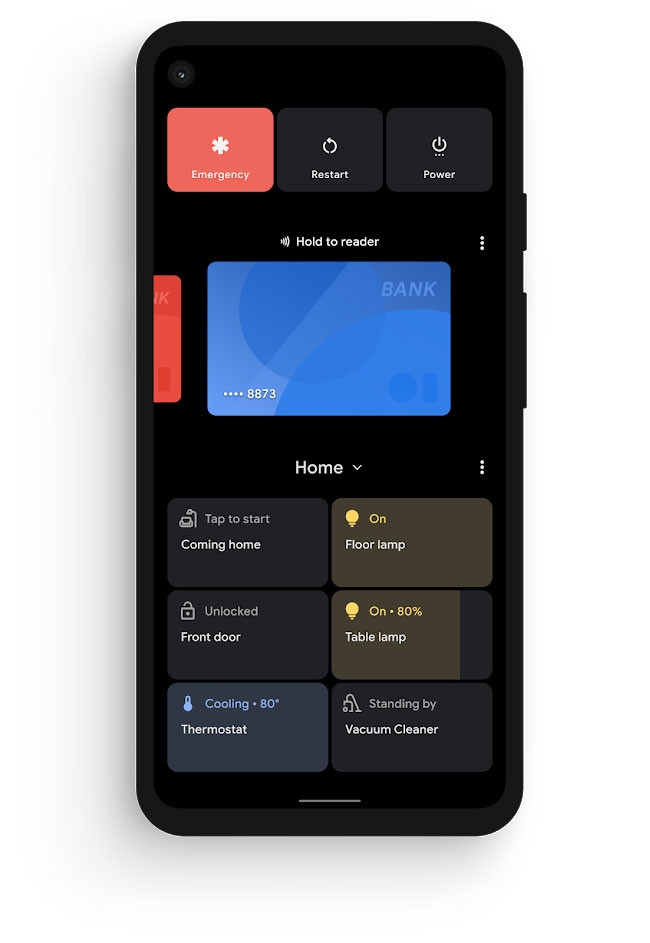 Emergency
Restart
Power
Hold to reader
BANK
•••• 8873
Home
Tap to start
Coming home
On
Floor lamp
Unlocked
Front door
On • 80%
Table lamp
Cooling • 80°
Thermostat
Standing by
Vacuum Cleaner